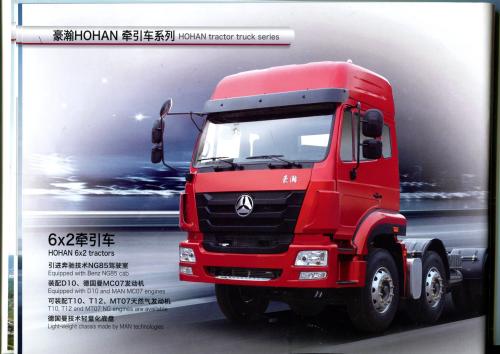 豪瀚HOHAN 牵引车系列 HOHAN tractor truck series
豪瀚
6x2牵引车
HOHAN 6x2 tractors
引进奔驰技术NG85驾驶室
Equipped with Benz NG85 cab
装配D10、德国曼MC07发动机
Equipped with D10 and MAN MC07 engines
可装配T10、T12、MT07天然气发动机
T10, T12 and MT07 NG engines are available
德国曼技术轻量化底盘
Light-weight chassis made by MAN technologies